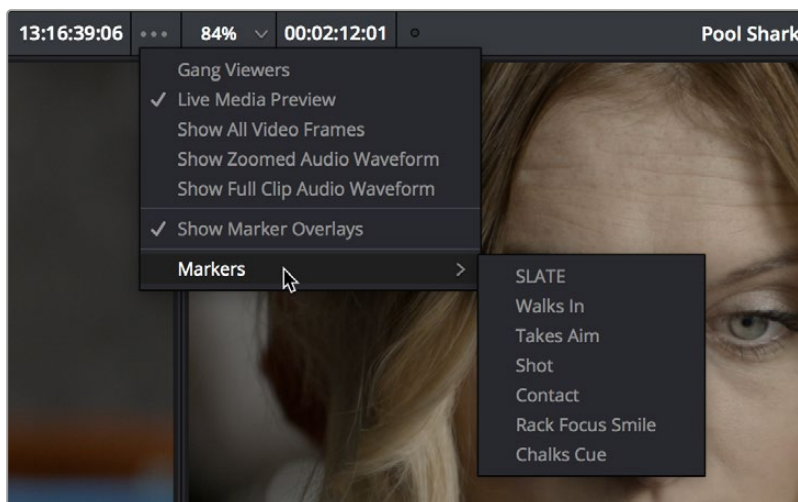 13:16:39:06 ••• 84% 00:02:12:01 Pool Shark
Gang Viewers
Live Media Preview
Show All Video Frames
Show Zoomed Audio Waveform
Show Full Clip Audio Waveform
Show Marker Overlays
Markers
SLATE
Walks In
Takes Aim
Shot
Contact
Rack Focus Smile
Chalks Cue